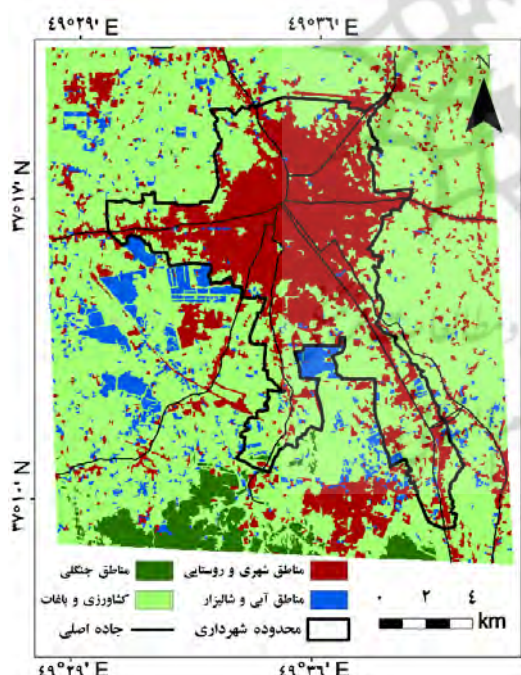 ۴۹°۲۹' E ۴۹°۳۶' E
N
۳۷°۱۷' N
۳۷°۱۰' N
مناطق شهری و روستایی مناطق جنگلی
مناطق آبی و شالیزار کشاورزی و باغات
محدوده شهرداری جاده اصلی
۰ ۲ ۴
km
۴۹°۲۹' E ۴۹°۳۶' E